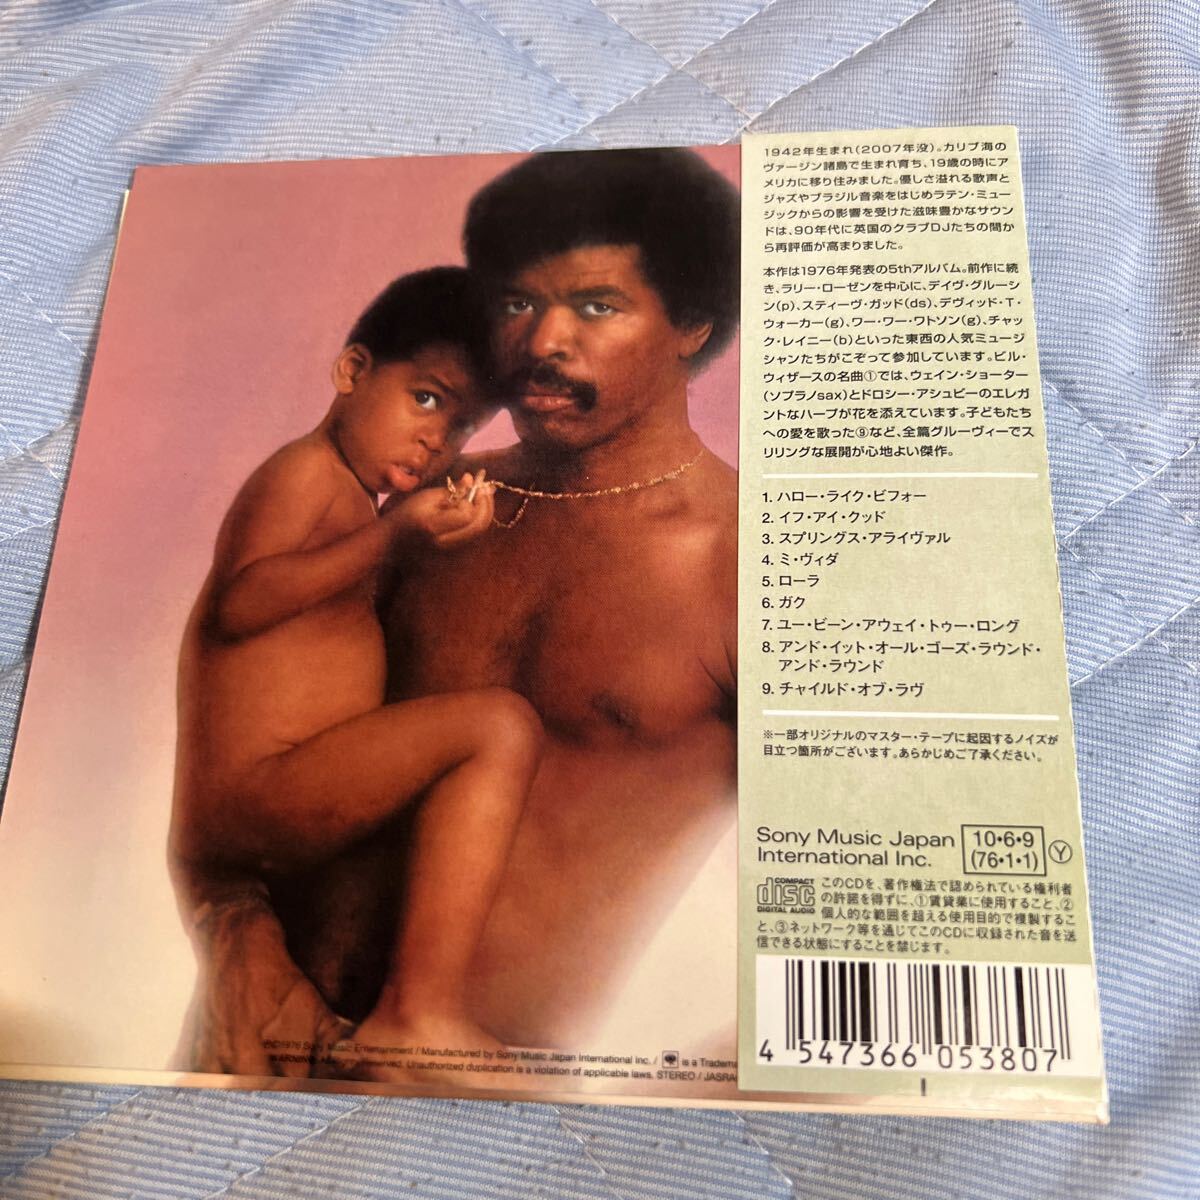 1942年生まれ(2007年没)。カリブ海の
ヴァージン諸島で生まれ育ち、19歳の時にア
メリカに移り住みました。優しさ溢れる歌声と
ジャズやブラジル音楽をはじめラテン・ミュー
ジックからの影響を受けた滋味豊かなサウン
ドは、90年代に英国のクラブDJたちの間か
ら再評価が高まりました。
本作は1976年発表の5thアルバム。前作に続
き、ラリー・ローゼンを中心に、デイヴ・グルーシ
ン(p)、スティーヴ・ガッド(ds)、デヴィッド・T・
ウォーカー(g)、ワー・ワー・ワトソン(g)、チャッ
ク・レイニー(b)といった東西の人気ミュージ
シャンたちがこぞって参加しています。ビル・
ウィザースの名曲①では、ウェイン・ショーター
(ソプラノsax)とドロシー・アシュビーのエレガ
ントなハープが花を添えています。子どもたち
への愛を歌った⑨など、全篇グルーヴィーでス
リリングな展開が心地よい傑作。
1. ハロー・ライク・ビフォー
2. イフ・アイ・クッド
3. スプリングス・アライヴァル
4. ミ・ヴィダ
5. ローラ
6. ガク
7. ユー・ビーン・アウェイ・トゥー・ロング
8. アンド・イット・オール・ゴーズ・ラウンド・
アンド・ラウンド
9. チャイルド・オブ・ラヴ
※一部オリジナルのマスター・テープに起因するノイズが
目立つ箇所がございます。あらかじめご了承ください。
Sony Music Japan
International Inc.
10・6・9
(76・1・1)
Y
COMPACT
disc
DIGITAL AUDIO
このCDを、著作権法で認められている権利者
の許諾を得ずに、①賃貸業に使用すること、②
個人的な範囲を超える使用目的で複製するこ
と、③ネットワーク等を通じてこのCDに収録された音を送
信できる状態にすることを禁じます。
4 547366 053807
℗©1976 Sony Music Entertainment / Manufactured by Sony Music Japan International Inc. / is a Tradema
WARNING: All rights reserved. Unauthorized duplication is a violation of applicable laws. STEREO / JASRA